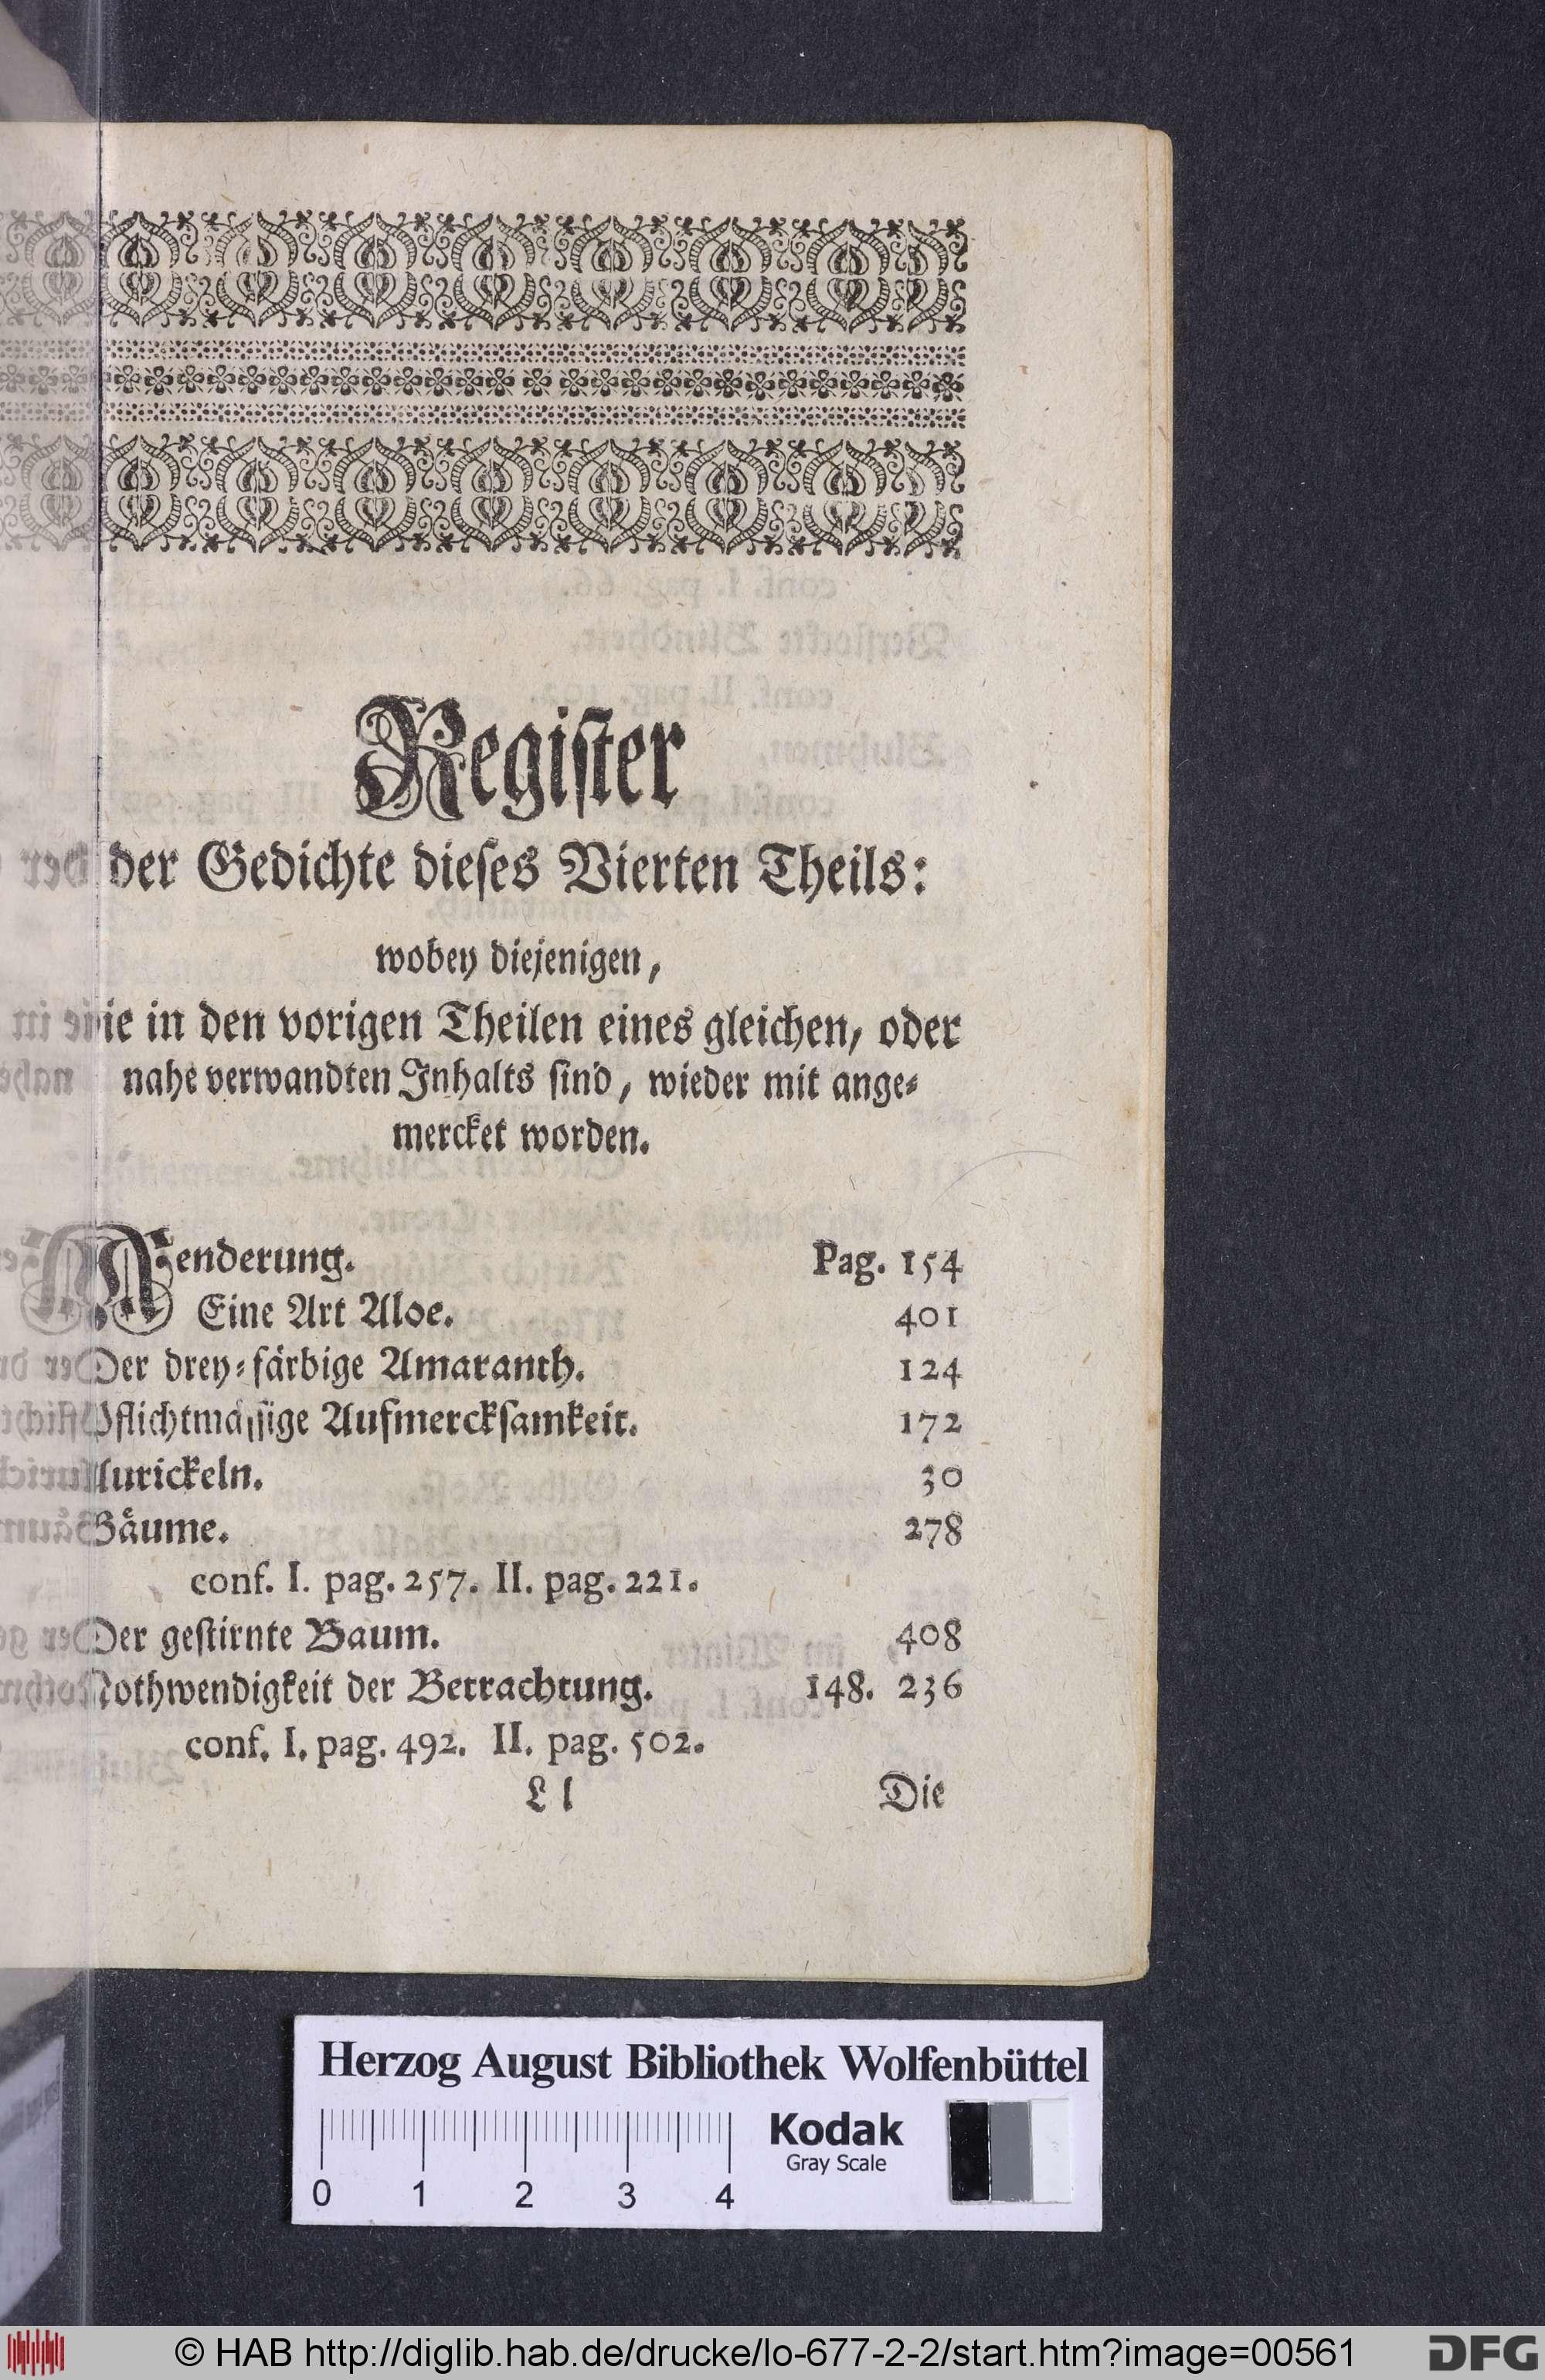 Regiſter
der Gedichte dieſes Vierten Theils:
wobey diejenigen,
die in den vorigen Theilen eines gleichen, oder
nahe verwandten Inhalts ſind, wieder mit ange⸗
mercket worden.
Aenderung. Pag. 154
Eine Art Aloe. 401
Der drey⸗färbige Amaranth. 124
Pflichtmäſſige Aufmerckſamkeit. 172
Aurickeln. 30
Bäume. 278
conf. I. pag. 257. II. pag. 221.
Der geſtirnte Baum. 408
Nothwendigkeit der Betrachtung. 148. 236
conf. I. pag. 492. II. pag. 502.
Ll Die
Herzog August Bibliothek Wolfenbüttel
Kodak
Gray Scale
0 1 2 3 4
© HAB http://diglib.hab.de/drucke/lo-677-2-2/start.htm?image=00561
DFG